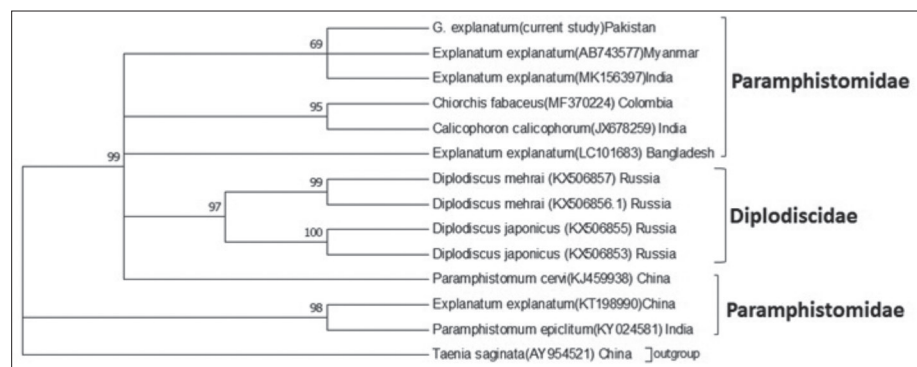 G. explanatum(current study)Pakistan
69
Explanatum explanatum(AB743577)Myanmar
Explanatum explanatum(MK156397)India
Paramphistomidae
Chiorchis fabaceus(MF370224) Colombia
95
Calicophoron calicophorum(JX678259) India
99
Explanatum explanatum(LC101683) Bangladesh
Diplodiscus mehrai (KX506857) Russia
99
97
Diplodiscus mehrai (KX506856.1) Russia
Diplodiscidae
Diplodiscus japonicus (KX506855) Russia
100
Diplodiscus japonicus (KX506853) Russia
Paramphistomum cervi(KJ459938) China
Explanatum explanatum(KT198990)China
98
Paramphistomidae
Paramphistomum epiclitum(KY024581) India
Taenia saginata(AY954521) China
outgroup